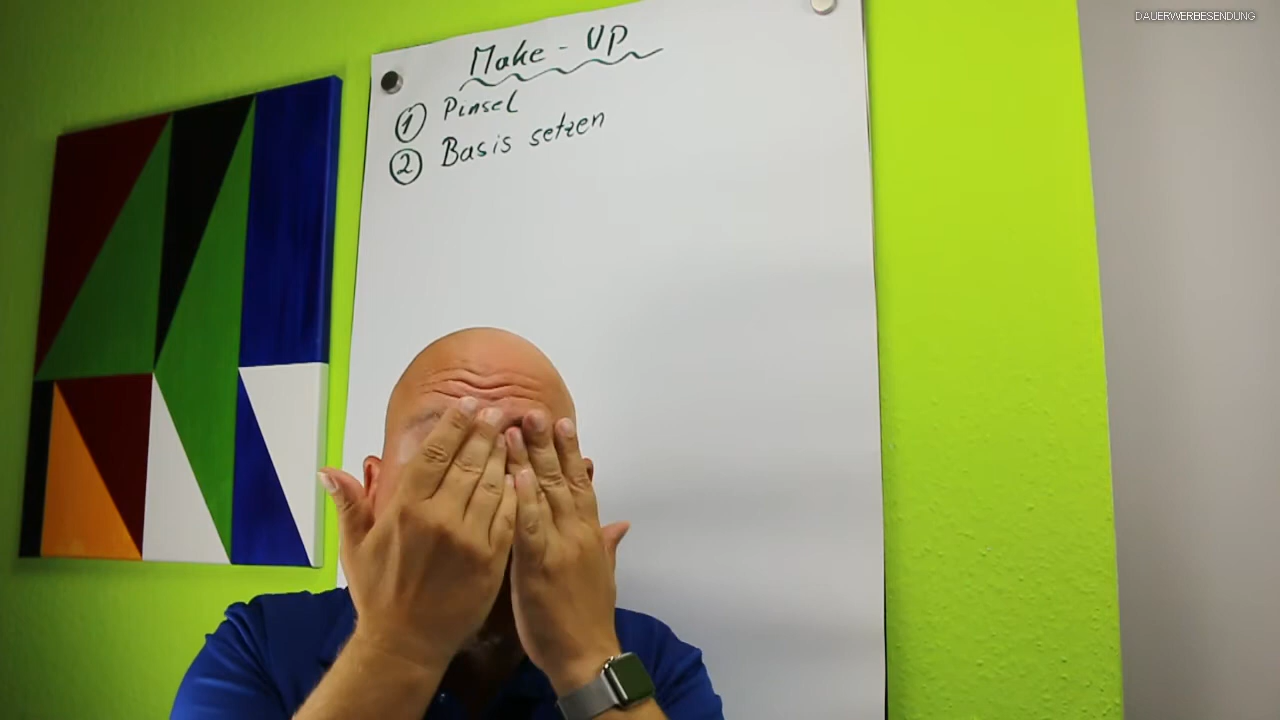 DAUERWERBESENDUNG
Make - UP
① Pinsel
② Basis setzen